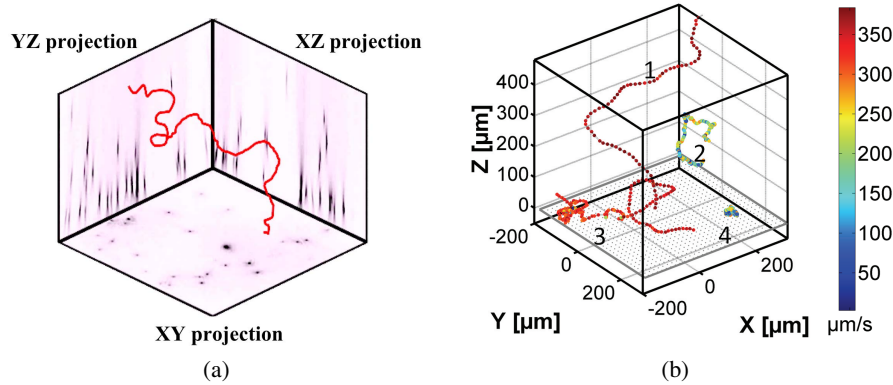 YZ projection
XZ projection
XY projection
(a)
400
300
200
100
0
-200
0
200
-200
0
200
Z [µm]
Y [µm]
X [µm]
1
2
3
4
350
300
250
200
150
100
50
µm/s
(b)